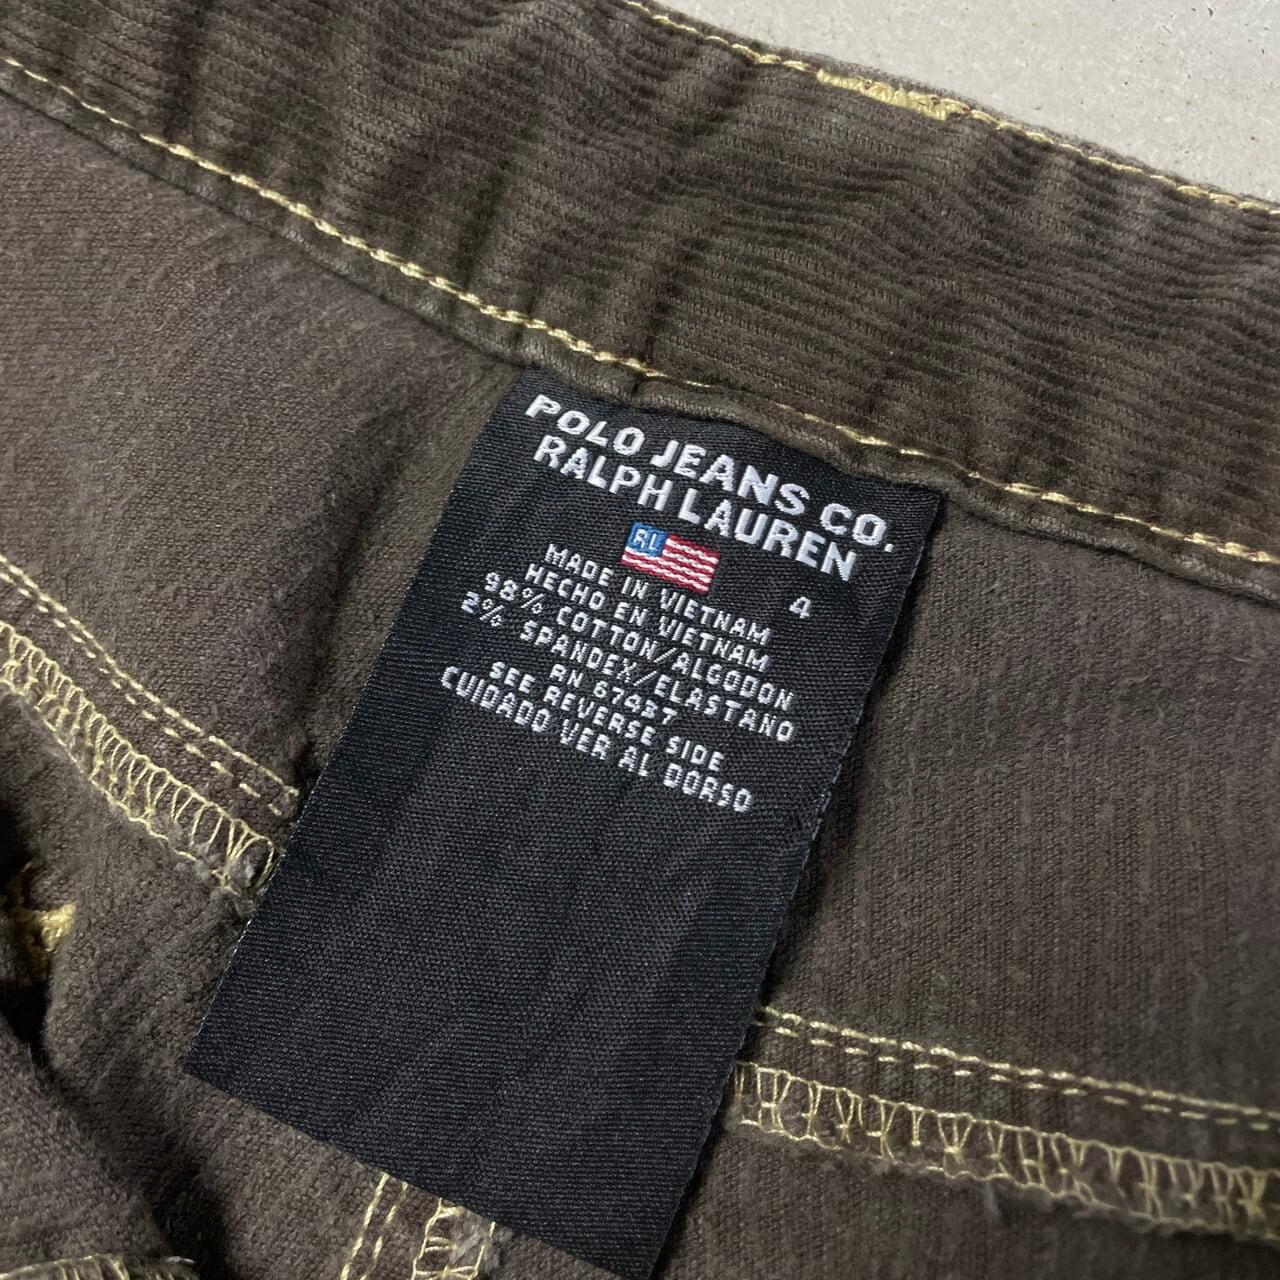 POLO JEANS CO.
RALPH LAUREN
RL
4
MADE IN VIETNAM
HECHO EN VIETNAM
98% COTTON/ALGODON
2% SPANDEX/ELASTANO
RN 67437
SEE REVERSE SIDE
CUIDADO VER AL DORSO